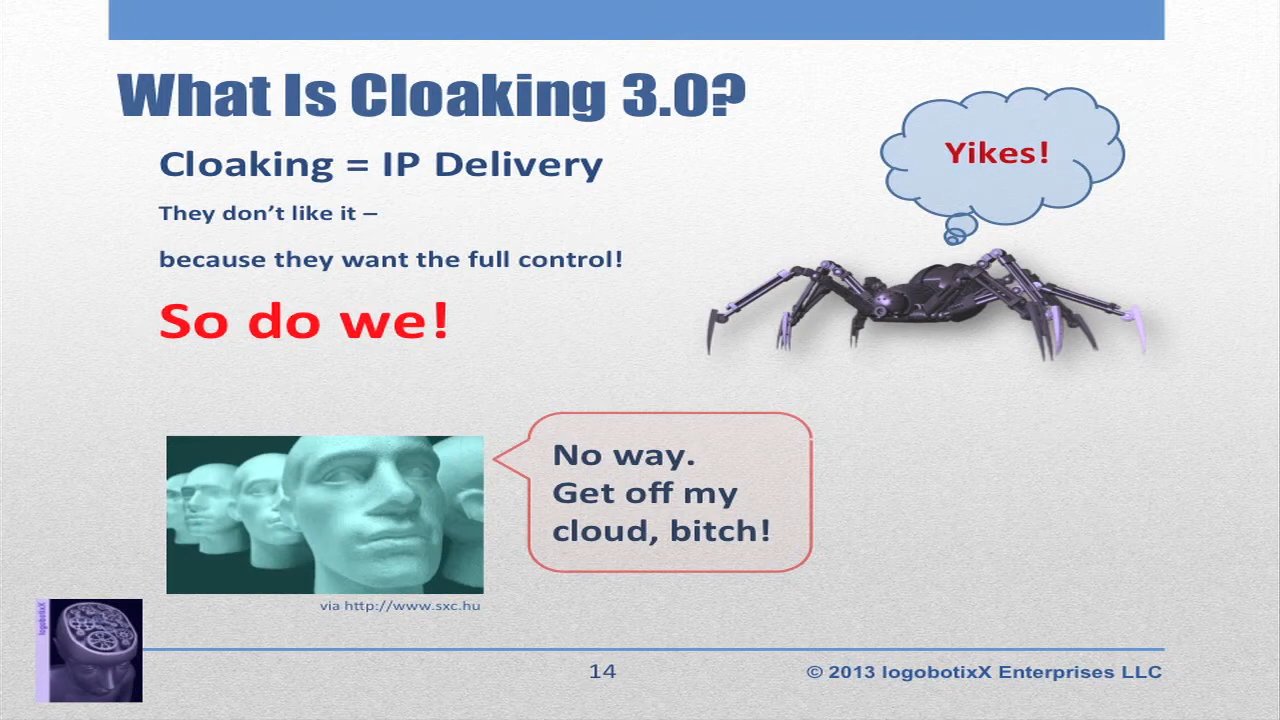 What Is Cloaking 3.0?
Cloaking = IP Delivery
They don't like it –
because they want the full control!
So do we!
Yikes!
No way.
Get off my
cloud, bitch!
via http://www.sxc.hu
logobotixX
14
© 2013 logobotixX Enterprises LLC